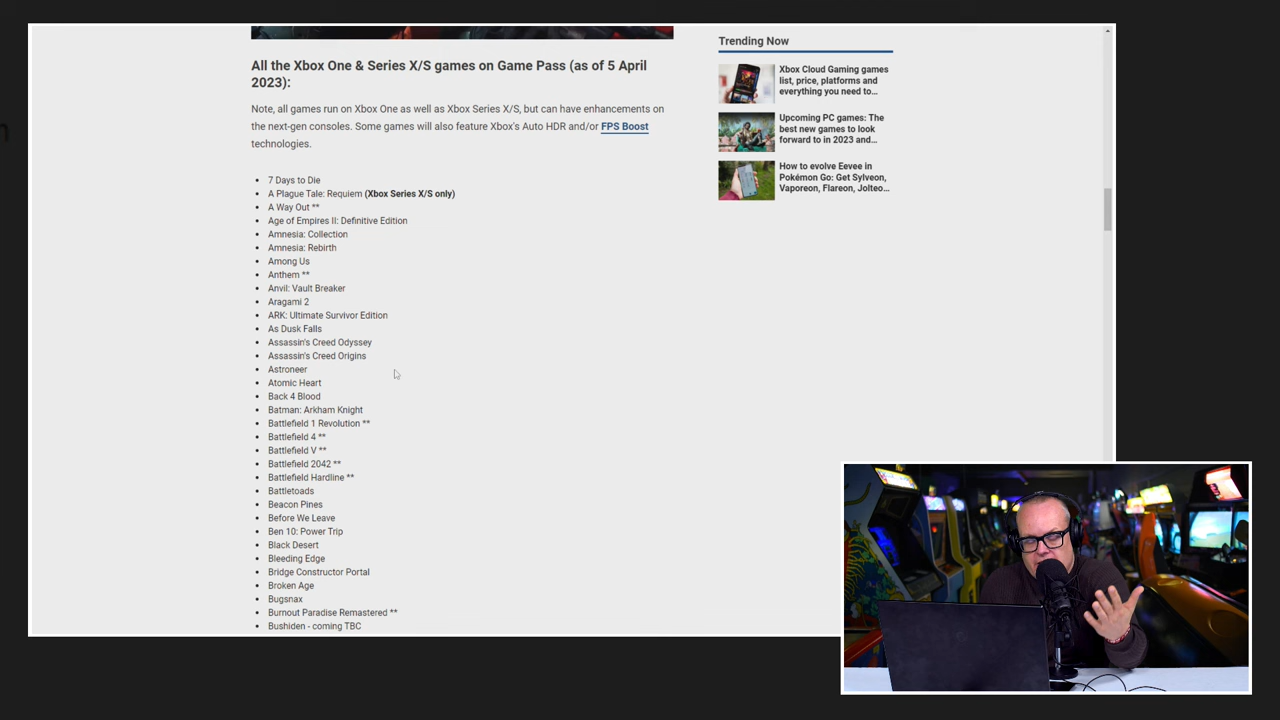 All the Xbox One & Series X/S games on Game Pass (as of 5 April
2023):
Note, all games run on Xbox One as well as Xbox Series X/S, but can have enhancements on
the next-gen consoles. Some games will also feature Xbox's Auto HDR and/or FPS Boost
technologies.
7 Days to Die
A Plague Tale: Requiem (Xbox Series X/S only)
A Way Out **
Age of Empires II: Definitive Edition
Amnesia: Collection
Amnesia: Rebirth
Among Us
Anthem **
Anvil: Vault Breaker
Aragami 2
ARK: Ultimate Survivor Edition
As Dusk Falls
Assassin's Creed Odyssey
Assassin's Creed Origins
Astroneer
Atomic Heart
Back 4 Blood
Batman: Arkham Knight
Battlefield 1 Revolution **
Battlefield 4 **
Battlefield V **
Battlefield 2042 **
Battlefield Hardline **
Battletoads
Beacon Pines
Before We Leave
Ben 10: Power Trip
Black Desert
Bleeding Edge
Bridge Constructor Portal
Broken Age
Bugsnax
Burnout Paradise Remastered **
Bushiden - coming TBC
Trending Now
Xbox Cloud Gaming games
list, price, platforms and
everything you need to…
Upcoming PC games: The
best new games to look
forward to in 2023 and…
How to evolve Eevee in
Pokémon Go: Get Sylveon,
Vaporeon, Flareon, Jolteo…